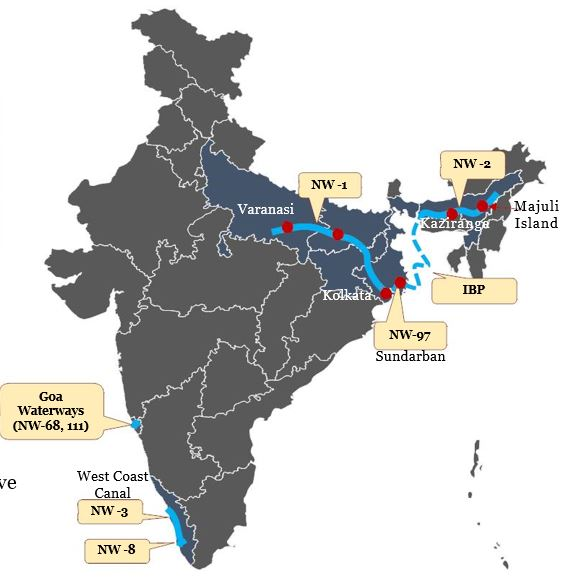 NW -2
NW -1
Varanasi
Majuli
Island
Kaziranga
IBP
Kolkata
NW-97
Sundarban
Goa
Waterways
(NW-68, 111)
West Coast
Canal
ve
NW -3
NW -8